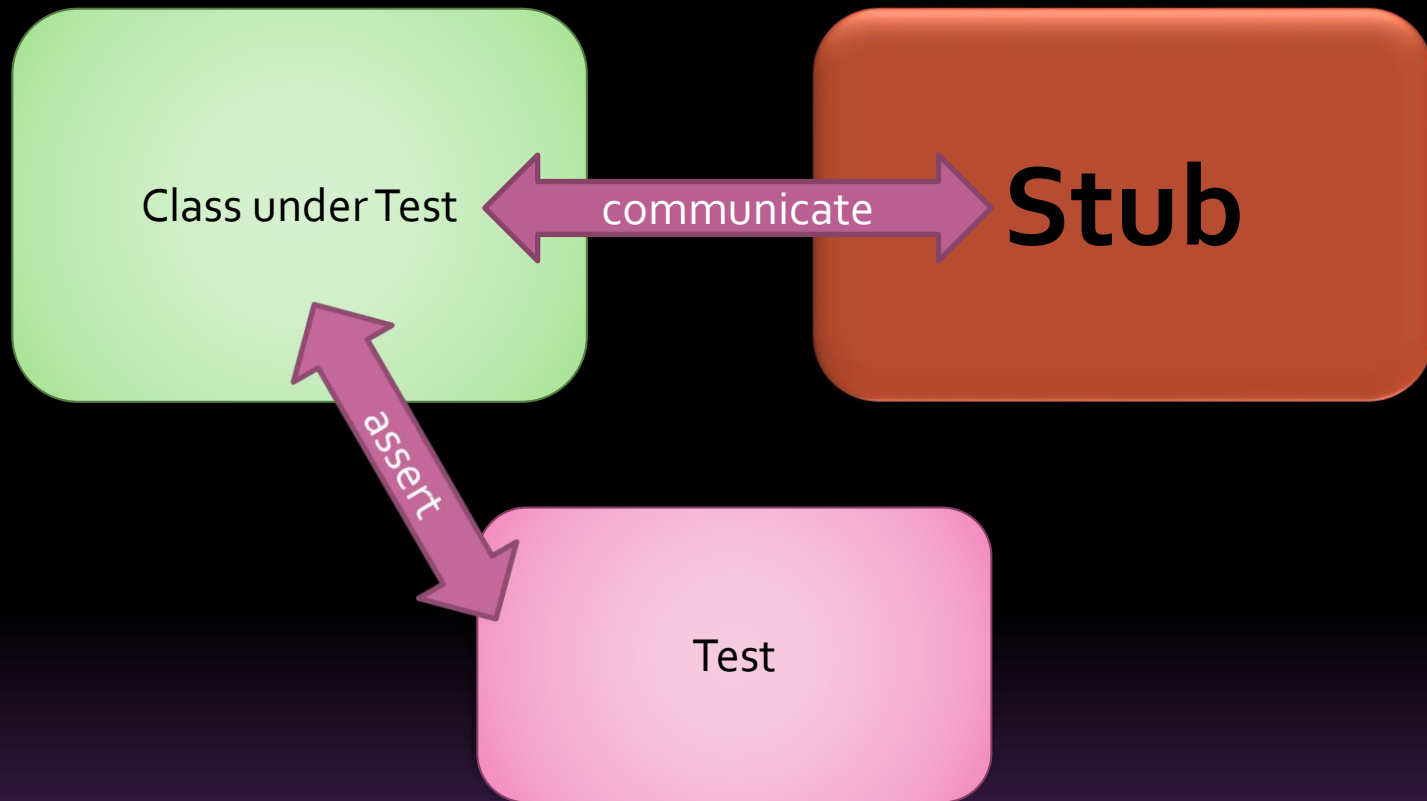 Class under Test
communicate
Stub
assert
Test